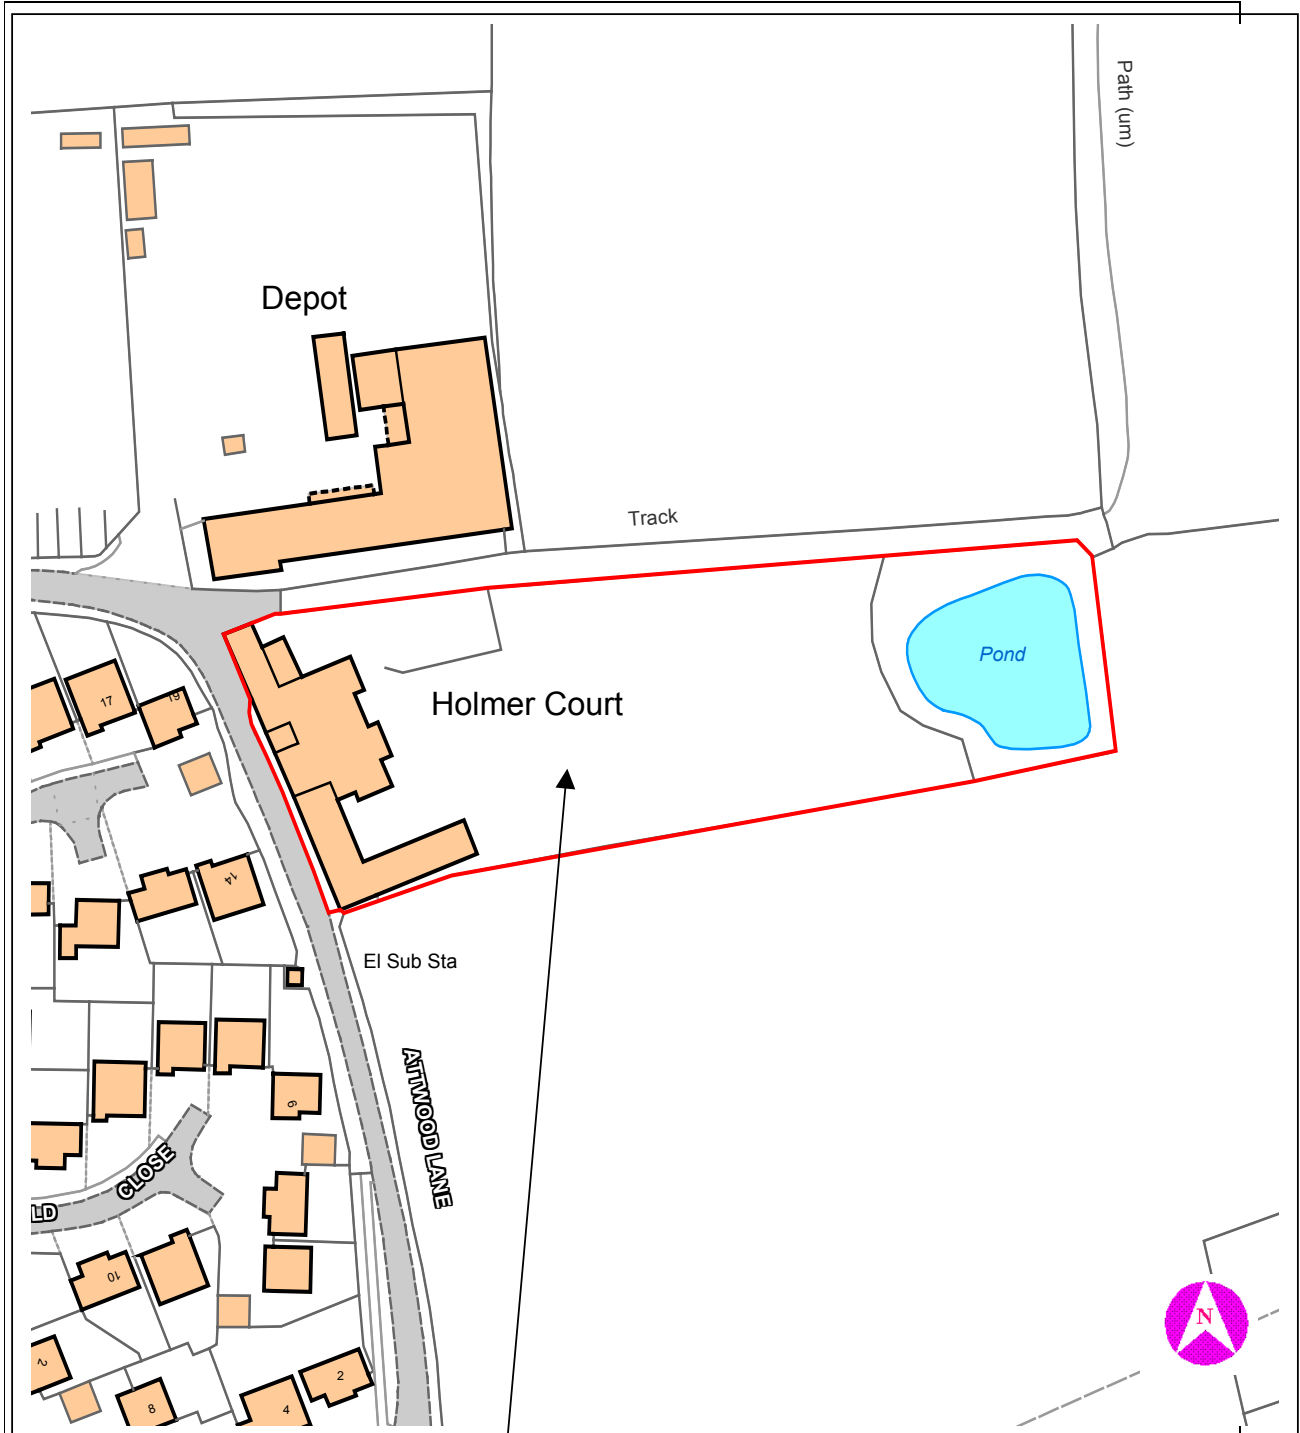 Path (um)
Depot
Track
Pond
17
19
Holmer Court
14
El Sub Sta
ATTWOOD LANE
6
CLOSE
LD
10
N
2
2
8
4